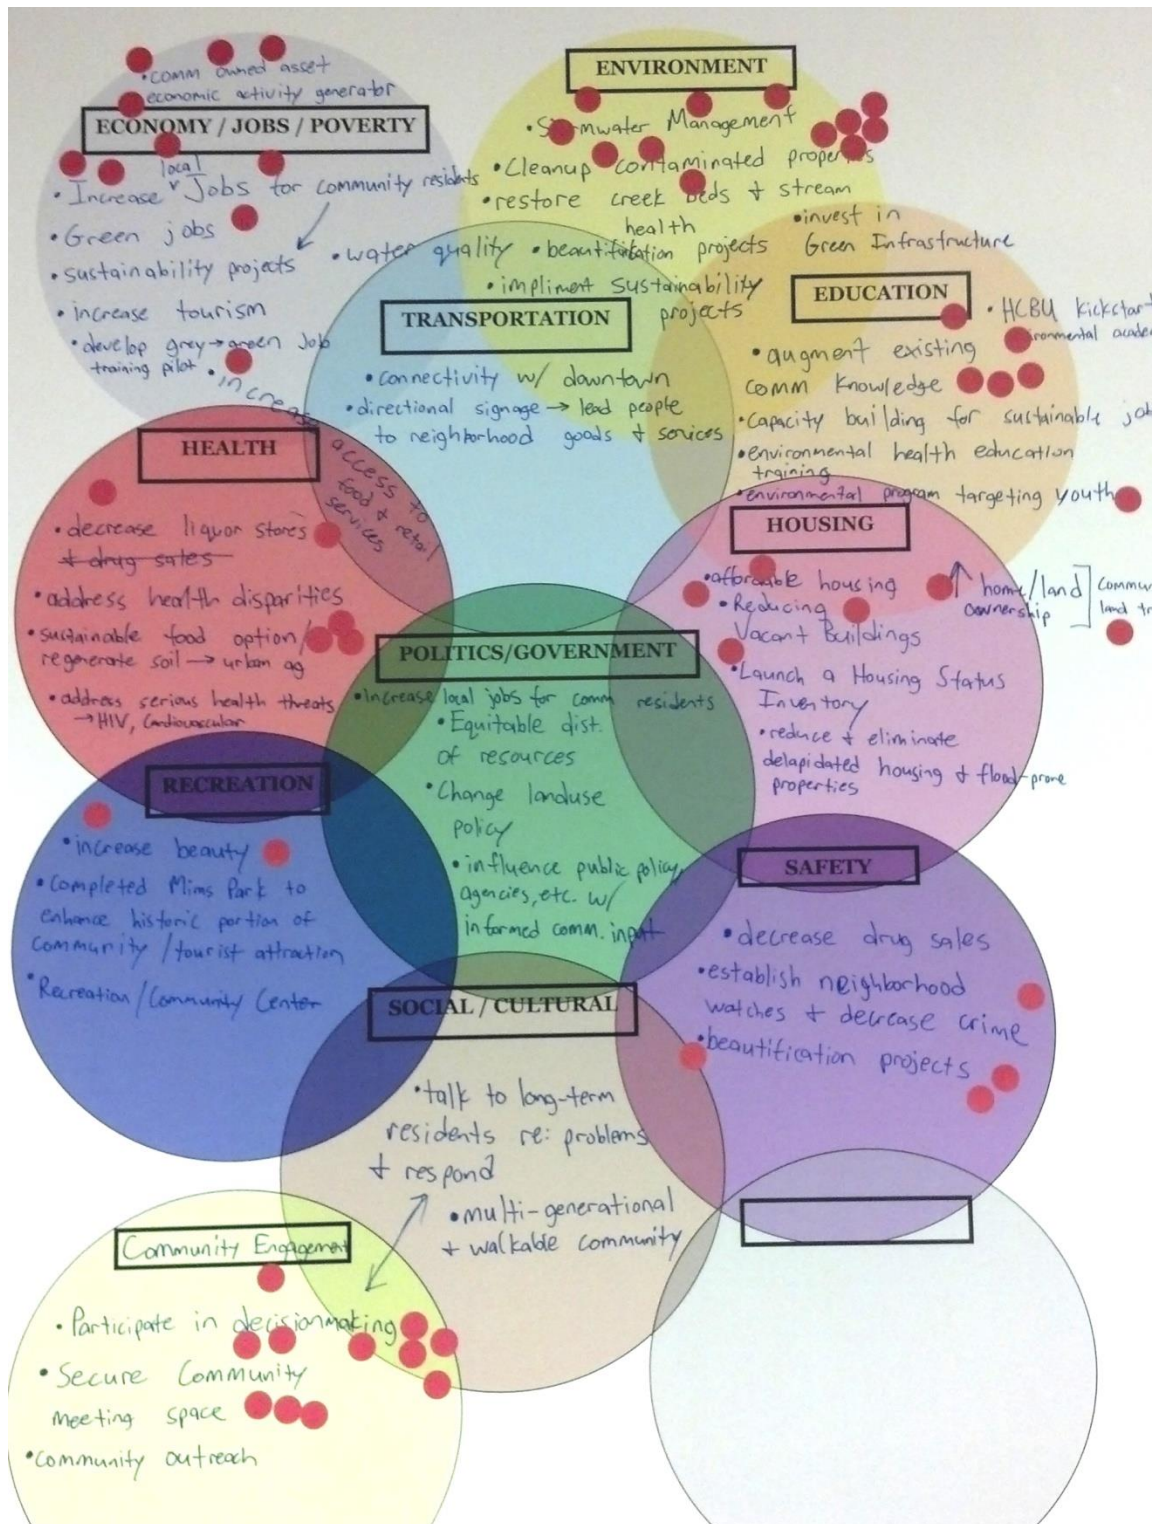 •comm owned asset
economic activity generator
ECONOMY / JOBS / POVERTY
local
•Increase ˅ Jobs for community residents
•Green jobs
•sustainability projects
•increase tourism
•develop grey→green Job
training pilot
•increase access to
food & retail
services
ENVIRONMENT
•Stormwater Management
•Cleanup contaminated properties
•restore creek beds & stream
health
•invest in
Green Infrastructure
•water quality
•beautification projects
•impliment sustainability
projects
TRANSPORTATION
•connectivity w/ downtown
•directional signage → lead people
to neighborhood goods & services
EDUCATION
•HCBU Kickstar
ironmental acade
•augment existing
comm knowledge
•capacity building for sustainable jo
•environmental health education
training
•environmental program targeting youth
HEALTH
•decrease liquor stores
& drug sales
•address health disparities
•sustainable food option/
regenerate soil → urban ag
•address serious health threats
→HIV, Cardiovascular
HOUSING
•affordable housing
↑ home/land
ownership
Commu
land tr
•Reducing
Vacant Buildings
•Launch a Housing Status
Inventory
•reduce & eliminate
delapidated housing & flood-prone
properties
POLITICS/GOVERNMENT
•Increase local jobs for comm residents
•Equitable dist.
of resources
•Change landuse
policy
•influence public policy,
agencies, etc. w/
informed comm. input
RECREATION
•increase beauty
•Completed Mims Park to
enhance historic portion of
community /tourist attraction
•Recreation/Community Center
SAFETY
•decrease drug sales
•establish neighborhood
watches & decrease crime
•beautification projects
SOCIAL / CULTURAL
•talk to long-term
residents re: problems
& respond
•multi-generational
& walkable community
Community Engagement
•Participate in decisionmaking
•Secure Community
meeting space
•community outreach